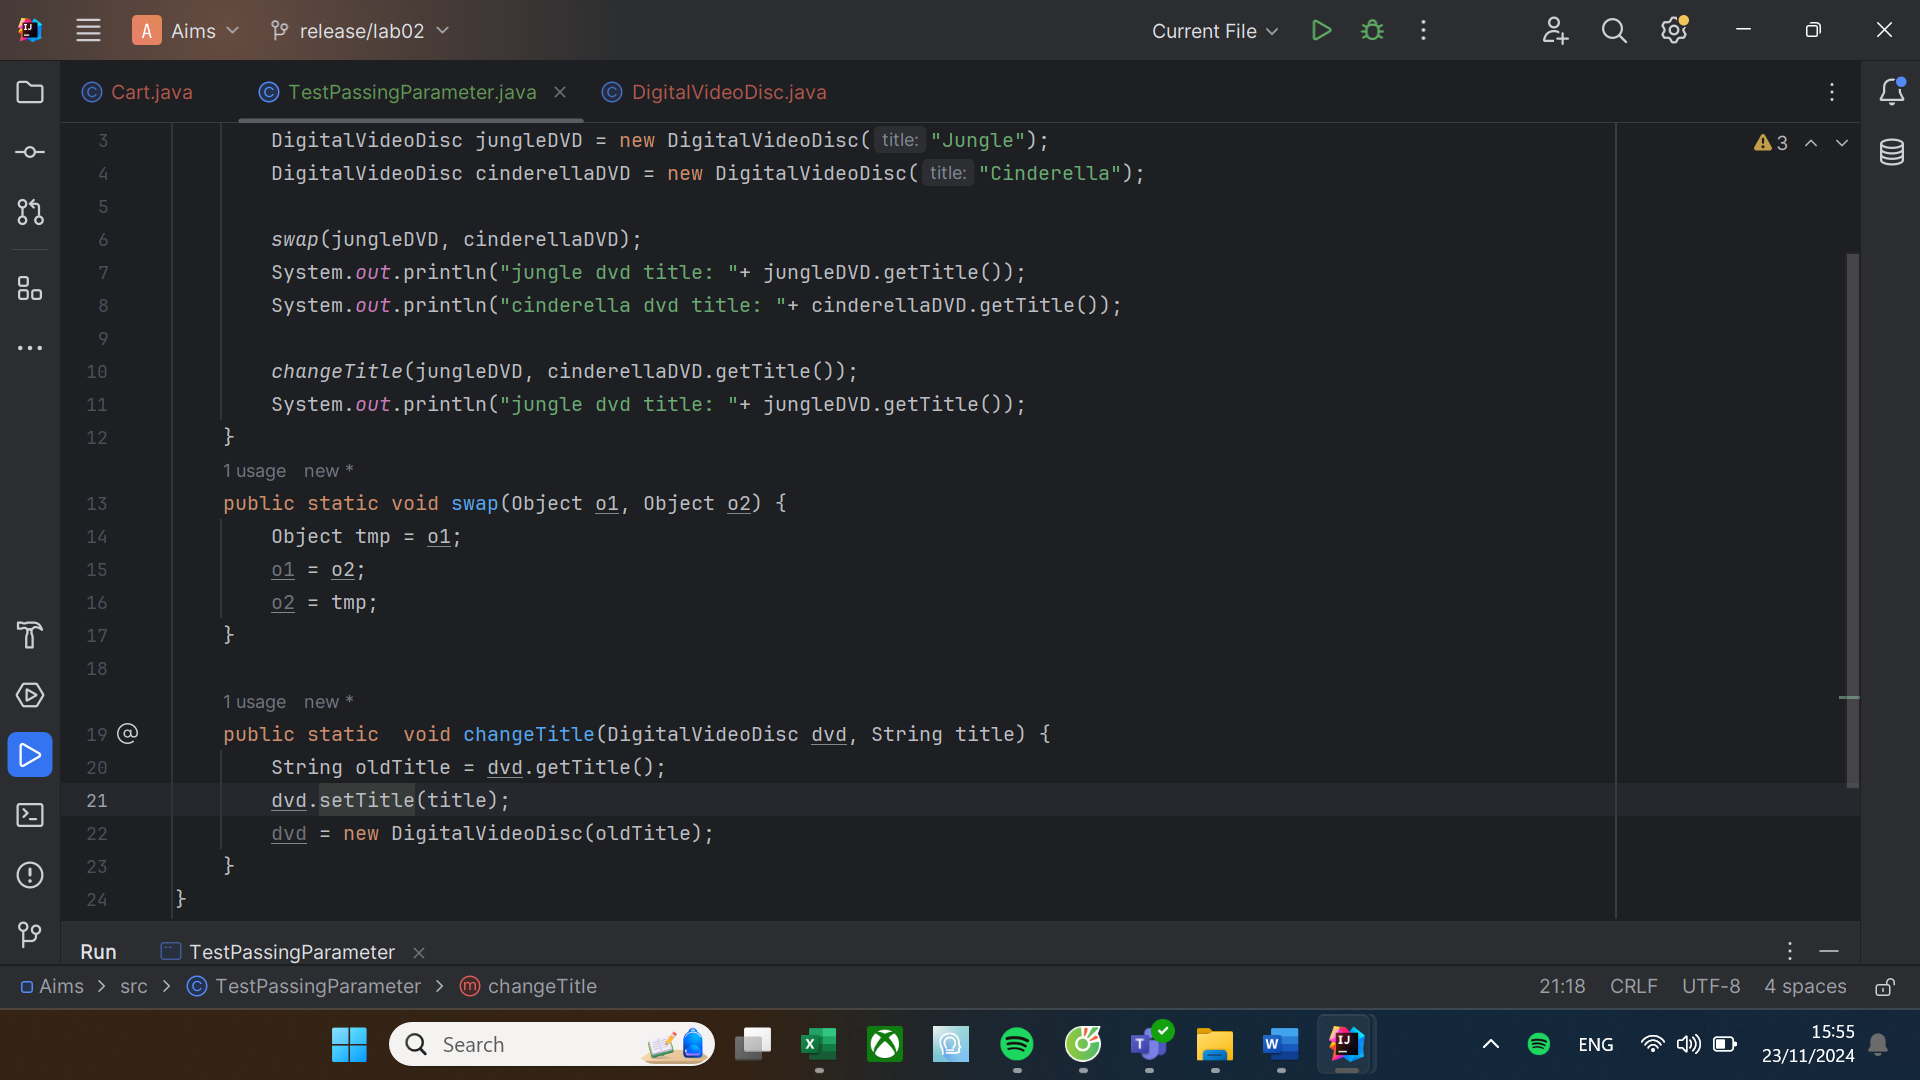 A Aims release/lab02 Current File
Cart.java TestPassingParameter.java DigitalVideoDisc.java
3 DigitalVideoDisc jungleDVD = new DigitalVideoDisc( title: "Jungle"); 3
4 DigitalVideoDisc cinderellaDVD = new DigitalVideoDisc( title: "Cinderella");
5
6 swap(jungleDVD, cinderellaDVD);
7 System.out.println("jungle dvd title: "+ jungleDVD.getTitle());
8 System.out.println("cinderella dvd title: "+ cinderellaDVD.getTitle());
9
10 changeTitle(jungleDVD, cinderellaDVD.getTitle());
11 System.out.println("jungle dvd title: "+ jungleDVD.getTitle());
12 }
1 usage new *
13 public static void swap(Object o1, Object o2) {
14 Object tmp = o1;
15 o1 = o2;
16 o2 = tmp;
17 }
18
1 usage new *
19 public static  void changeTitle(DigitalVideoDisc dvd, String title) {
20 String oldTitle = dvd.getTitle();
21 dvd.setTitle(title);
22 dvd = new DigitalVideoDisc(oldTitle);
23 }
24 }
Run TestPassingParameter
Aims > src > TestPassingParameter > changeTitle 21:18 CRLF UTF-8 4 spaces
Search ENG 15:55
23/11/2024